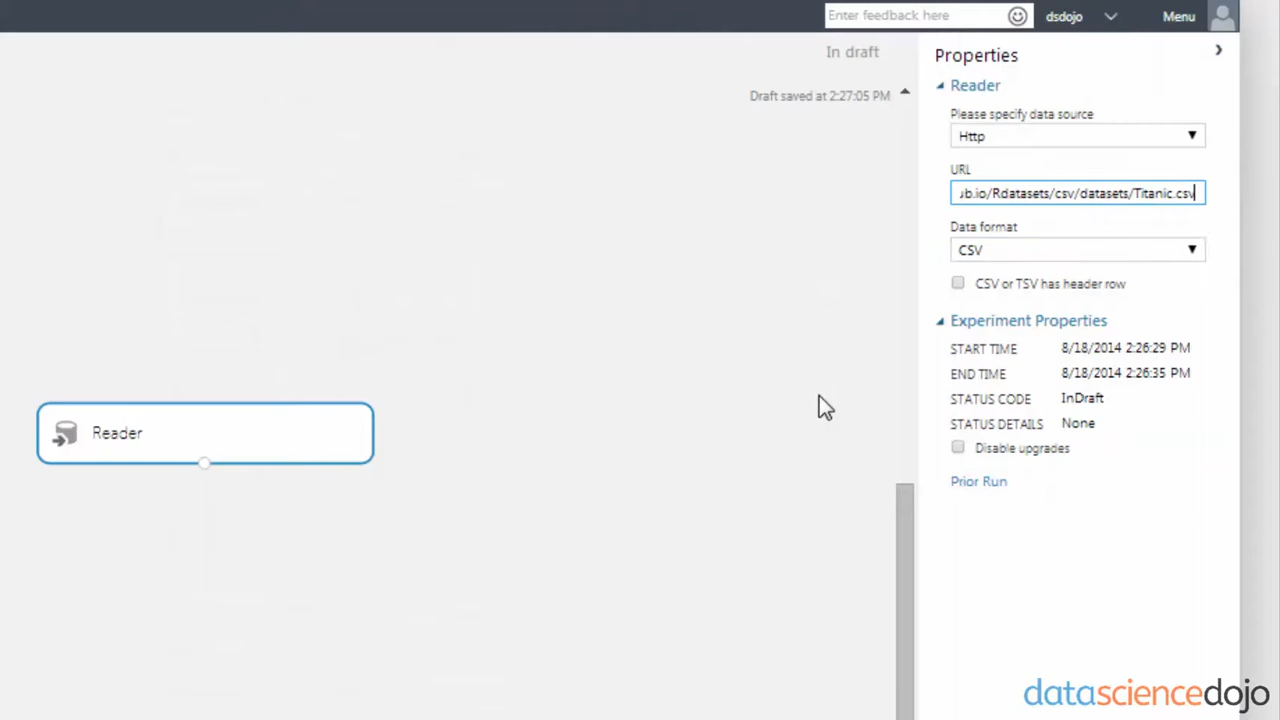 Enter feedback here
dsdojo
Menu
In draft
Properties
Draft saved at 2:27:05 PM
Reader
Please specify data source
Http
URL
b.io/Rdatasets/csv/datasets/Titanic.csv
Data format
CSV
CSV or TSV has header row
Experiment Properties
START TIME 8/18/2014 2:26:29 PM
END TIME 8/18/2014 2:26:35 PM
STATUS CODE InDraft
STATUS DETAILS None
Disable upgrades
Prior Run
Reader
datasciencedojo